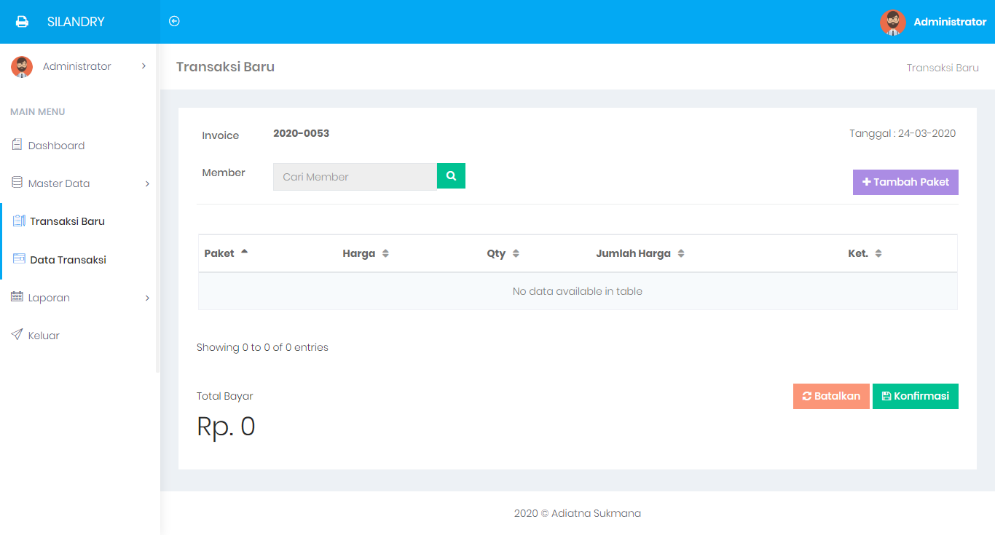 SILANDRY
Administrator
Administrator
Transaksi Baru
Transaksi Baru
MAIN MENU
Dashboard
Master Data
Transaksi Baru
Data Transaksi
Laporan
Keluar
Invoice 2020-0053
Tanggal : 24-03-2020
Member Cari Member
+ Tambah Paket
Paket Harga Qty Jumlah Harga Ket.
No data available in table
Showing 0 to 0 of 0 entries
Total Bayar
Rp. 0
Batalkan Konfirmasi
2020 © Adiatna Sukmana